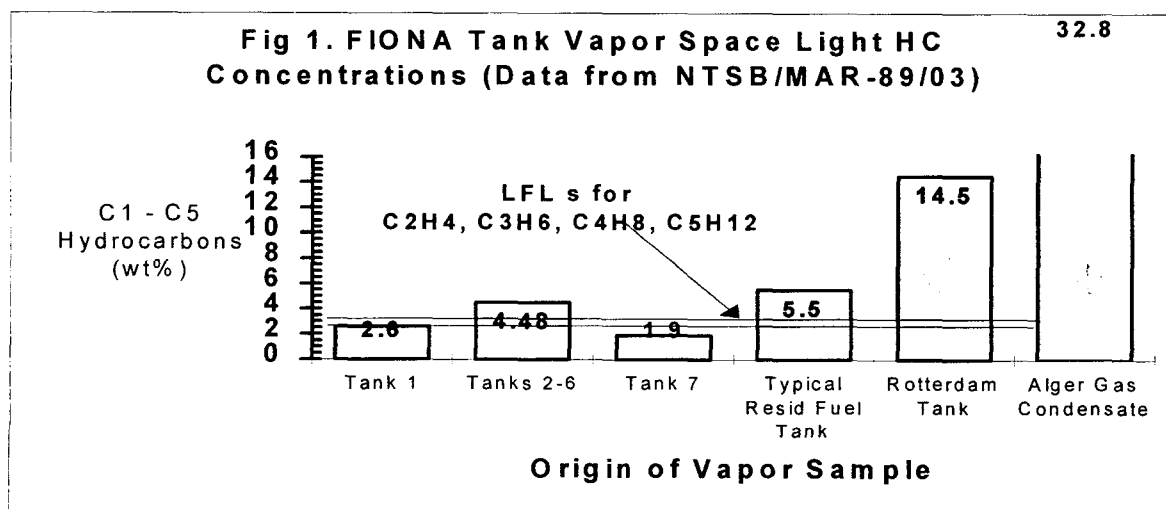 Fig 1. FIONA Tank Vapor Space Light HC
Concentrations (Data from NTSB/MAR-89/03)
32.8
C1 - C5
Hydrocarbons
(wt%)
16
14
12
10
8
6
4
2
0
LFL s for
C2H4, C3H6, C4H8, C5H12
2.6
4.48
1.9
5.5
14.5
Tank 1
Tanks 2-6
Tank 7
Typical
Resid Fuel
Tank
Rotterdam
Tank
Alger Gas
Condensate
Origin of Vapor Sample